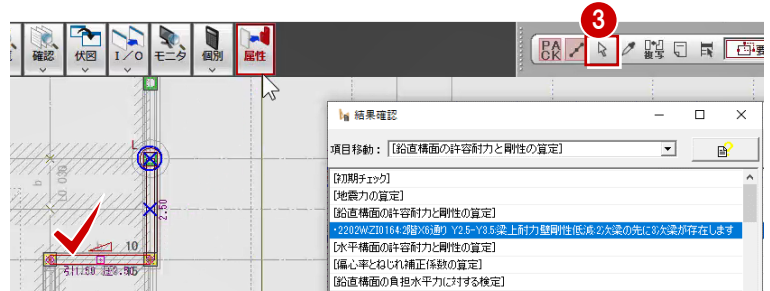 3
確認
伏図
I/O
モニタ
個別
属性
PACK
複写
要
結果確認
項目移動： [鉛直構面の許容耐力と剛性の算定]
[初期チェック]
[地震力の算定]
[鉛直構面の許容耐力と剛性の算定]
・2202WZI0164:2階X6通り Y2.5-Y3.5:梁上耐力壁剛性低減:2次梁の先に3次梁が存在します
[水平構面の許容耐力と剛性の算定]
[偏心率とねじれ補正係数の算定]
[鉛直構面の負担水平力に対する検定]
L
b
2.50
10